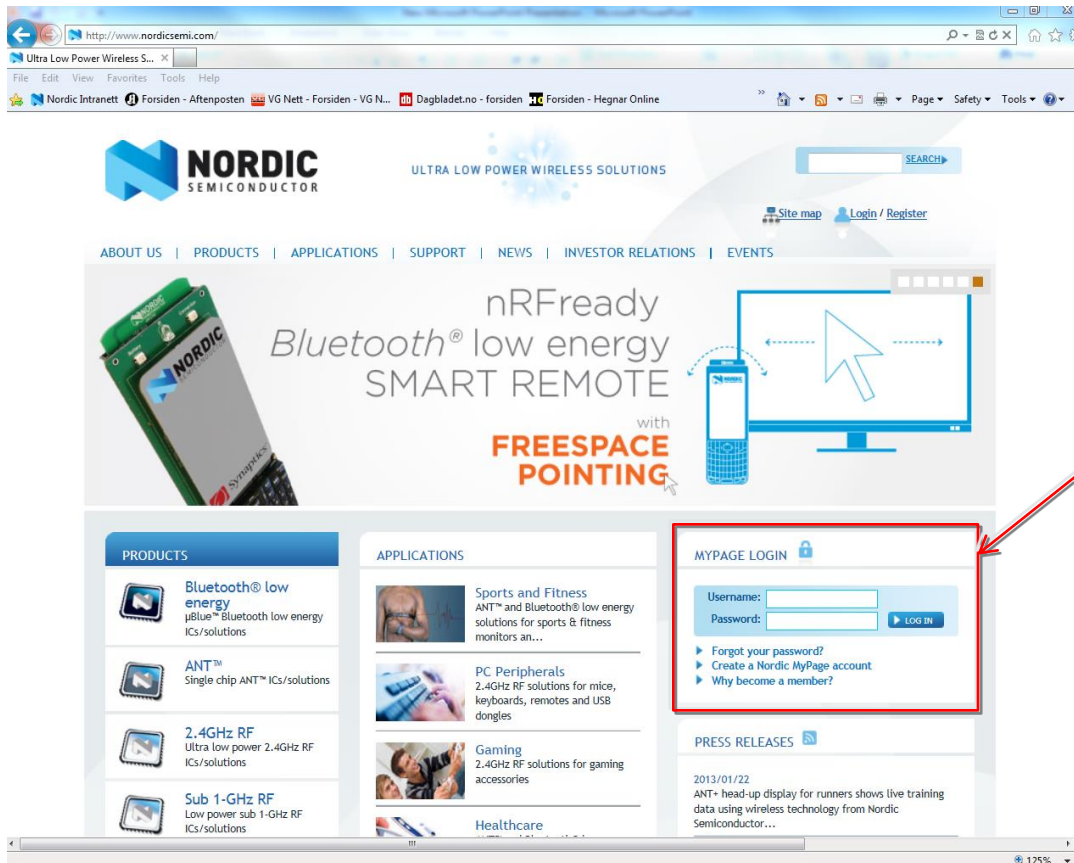 http://www.nordicsemi.com/
Ultra Low Power Wireless S...
File Edit View Favorites Tools Help
Nordic Intranett Forsiden - Aftenposten VG Nett - Forsiden - VG N... Dagbladet.no - forsiden Forsiden - Hegnar Online
Page Safety Tools
NORDIC
SEMICONDUCTOR
ULTRA LOW POWER WIRELESS SOLUTIONS
SEARCH
Site map Login / Register
ABOUT US | PRODUCTS | APPLICATIONS | SUPPORT | NEWS | INVESTOR RELATIONS | EVENTS
NORDIC
SEMICONDUCTOR
Synaptics
nRFready
Bluetooth® low energy
SMART REMOTE
with
FREESPACE
POINTING
PRODUCTS
Bluetooth® low
energy
µBlue™ Bluetooth low energy
ICs/solutions
ANT™
Single chip ANT™ ICs/solutions
2.4GHz RF
Ultra low power 2.4GHz RF
ICs/solutions
Sub 1-GHz RF
Low power sub 1-GHz RF
ICs/solutions
APPLICATIONS
Sports and Fitness
ANT™ and Bluetooth® low energy
solutions for sports & fitness
monitors an...
PC Peripherals
2.4GHz RF solutions for mice,
keyboards, remotes and USB
dongles
Gaming
2.4GHz RF solutions for gaming
accessories
Healthcare
MYPAGE LOGIN
Username:
Password:
LOG IN
Forgot your password?
Create a Nordic MyPage account
Why become a member?
PRESS RELEASES
2013/01/22
ANT+ head-up display for runners shows live training
data using wireless technology from Nordic
Semiconductor...
125%